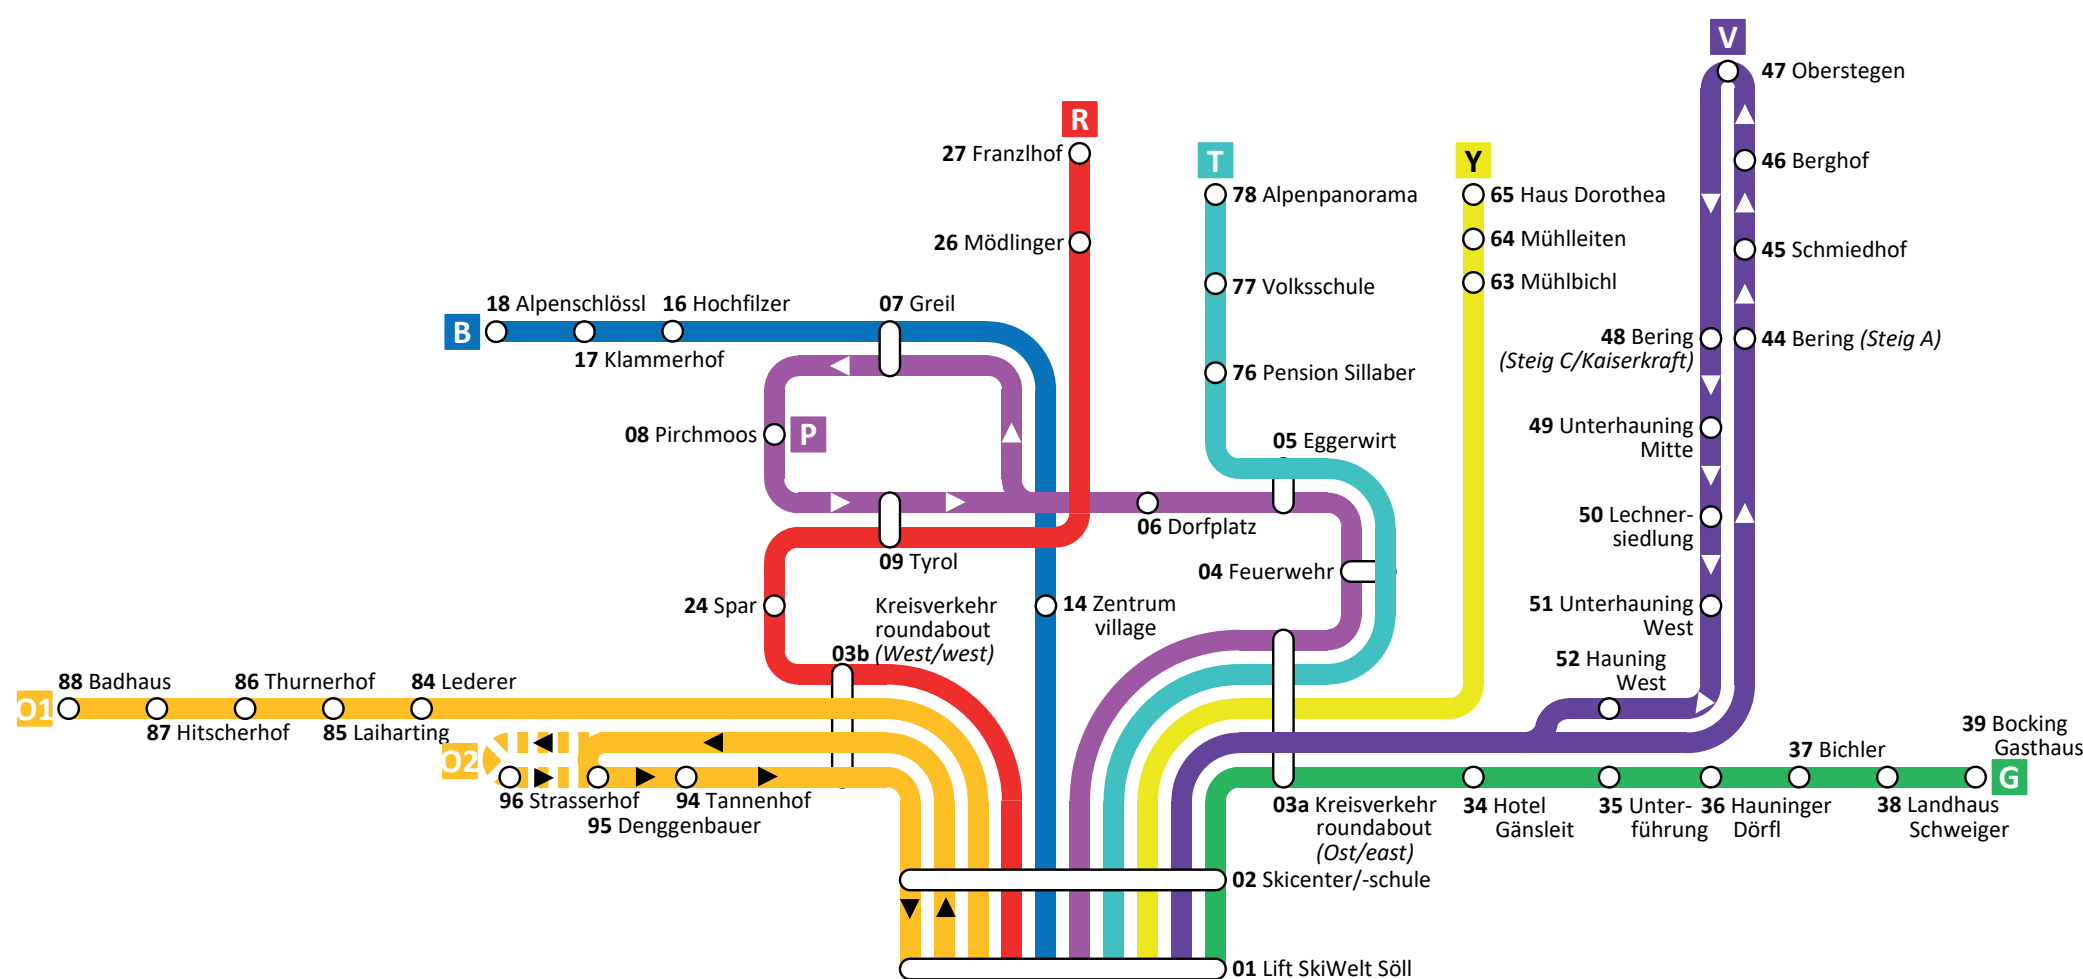 V
47 Oberstegen
R
27 Franzlhof
T
Y
46 Berghof
78 Alpenpanorama
65 Haus Dorothea
26 Mödlinger
64 Mühlleiten
45 Schmiedhof
77 Volksschule
63 Mühlbichl
18 Alpenschlössl
16 Hochfilzer
07 Greil
B
17 Klammerhof
48 Bering
(Steig C/Kaiserkraft)
44 Bering (Steig A)
76 Pension Sillaber
08 Pirchmoos
P
05 Eggerwirt
49 Unterhauning
Mitte
06 Dorfplatz
50 Lechner-
siedlung
09 Tyrol
04 Feuerwehr
24 Spar
Kreisverkehr
roundabout
03b (West/west)
14 Zentrum
village
51 Unterhauning
West
52 Hauning
West
88 Badhaus
86 Thurnerhof
84 Lederer
O1
87 Hitscherhof
85 Laiharting
O2
96 Strasserhof
94 Tannenhof
95 Denggenbauer
39 Bocking
Gasthaus
37 Bichler
G
03a Kreisverkehr
roundabout
(Ost/east)
34 Hotel
Gänsleit
35 Unter-
führung
36 Hauninger
Dörfl
38 Landhaus
Schweiger
02 Skicenter/-schule
01 Lift SkiWelt Söll